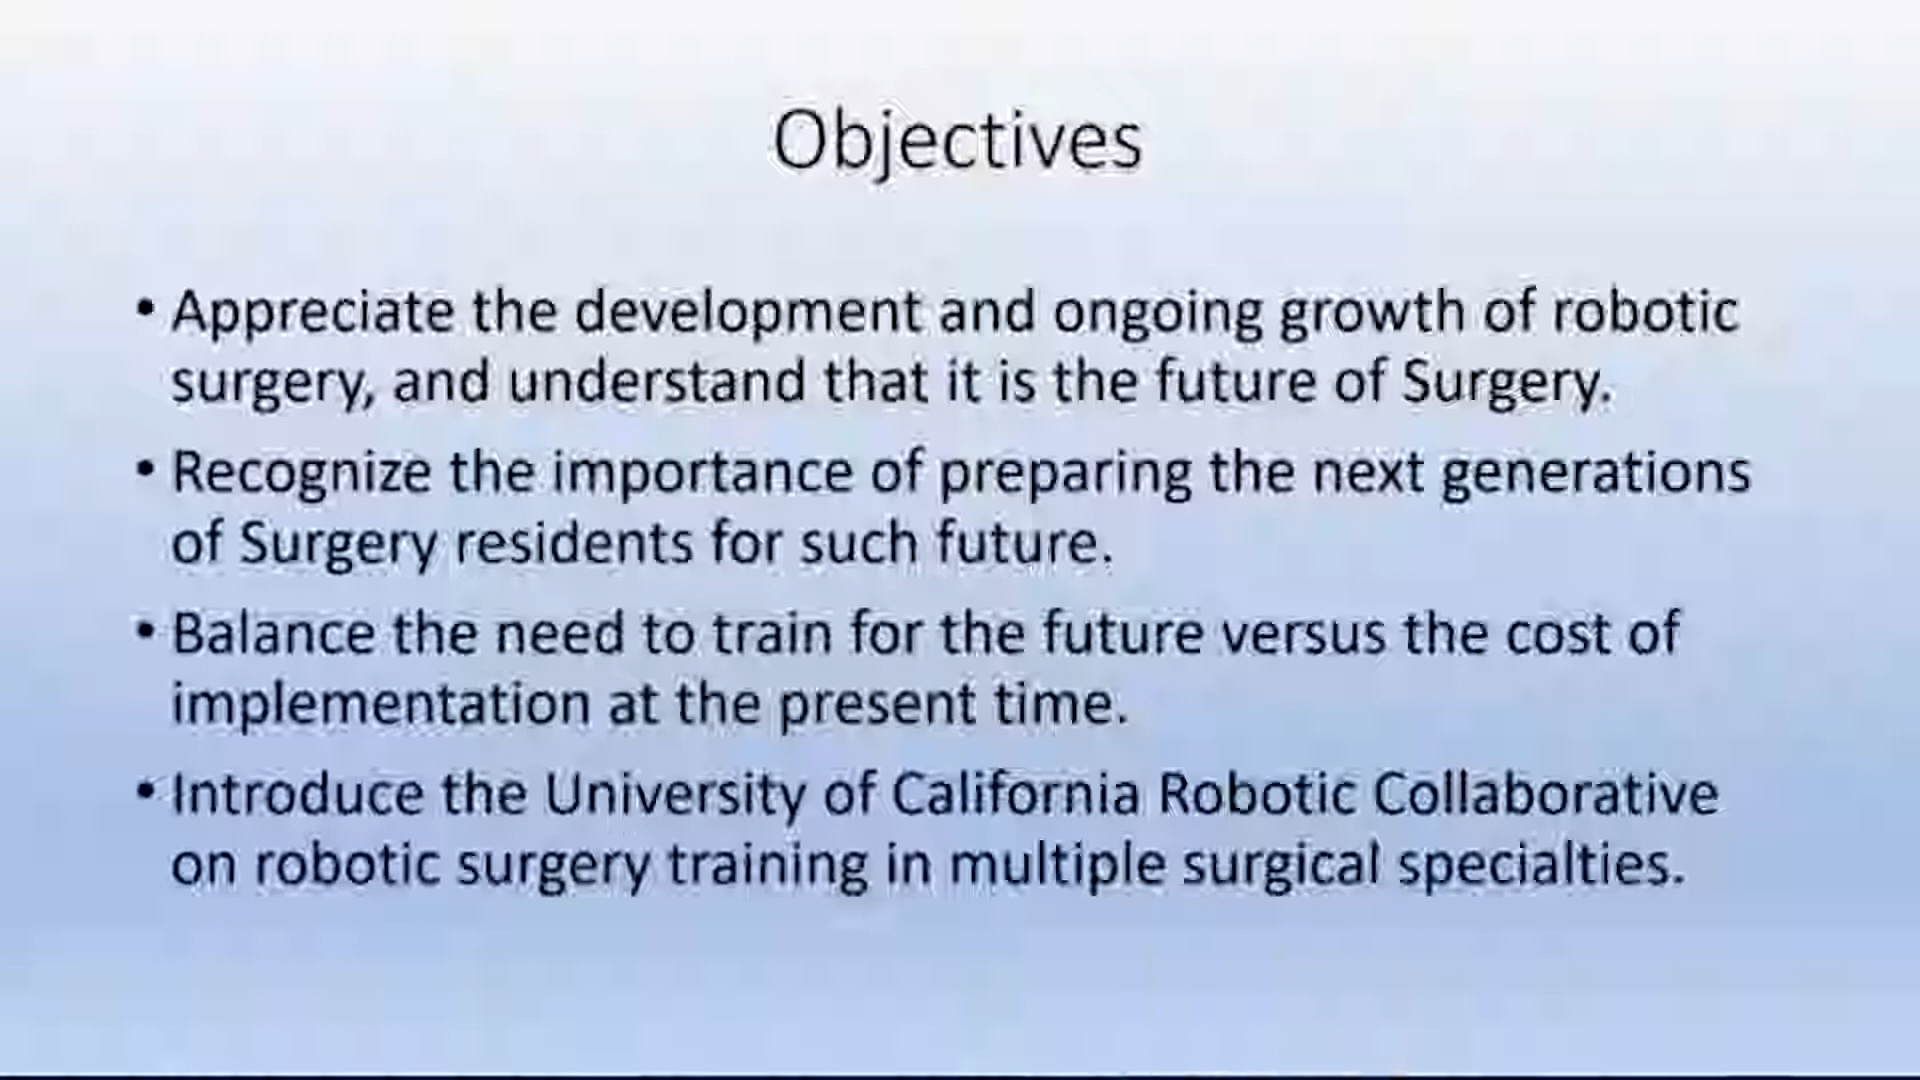 Objectives
• Appreciate the development and ongoing growth of robotic
surgery, and understand that it is the future of Surgery.
• Recognize the importance of preparing the next generations
of Surgery residents for such future.
• Balance the need to train for the future versus the cost of
implementation at the present time.
• Introduce the University of California Robotic Collaborative
on robotic surgery training in multiple surgical specialties.